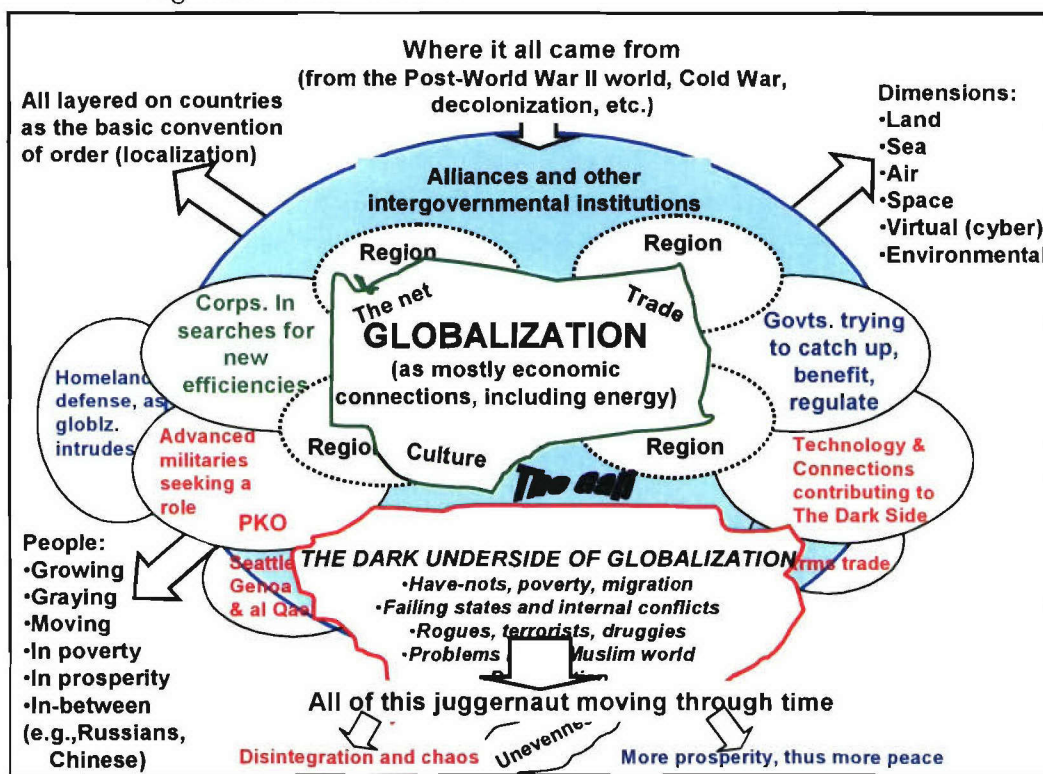 Where it all came from
(from the Post-World War II world, Cold War,
decolonization, etc.)
All layered on countries
as the basic convention
of order (localization)
Dimensions:
•Land
•Sea
•Air
•Space
•Virtual (cyber)
•Environmental
Alliances and other
intergovernmental institutions
Region
Region
The net
Trade
GLOBALIZATION
(as mostly economic
connections, including energy)
Corps. In
searches for
new
efficiencies
Govts. trying
to catch up,
benefit,
regulate
Homeland
defense, as
globlz.
intrudes
Advanced
militaries
seeking a
role
PKO
Region
Culture
Region
The gap
Technology &
Connections
contributing to
The Dark Side
rms trade
Seattle
Genoa
& al Qa
THE DARK UNDERSIDE OF GLOBALIZATION
•Have-nots, poverty, migration
•Failing states and internal conflicts
•Rogues, terrorists, druggies
•Problems Muslim world
People:
•Growing
•Graying
•Moving
•In poverty
•In prosperity
•In-between
(e.g.,Russians,
Chinese)
All of this juggernaut moving through time
Disintegration and chaos
Unevenne
More prosperity, thus more peace